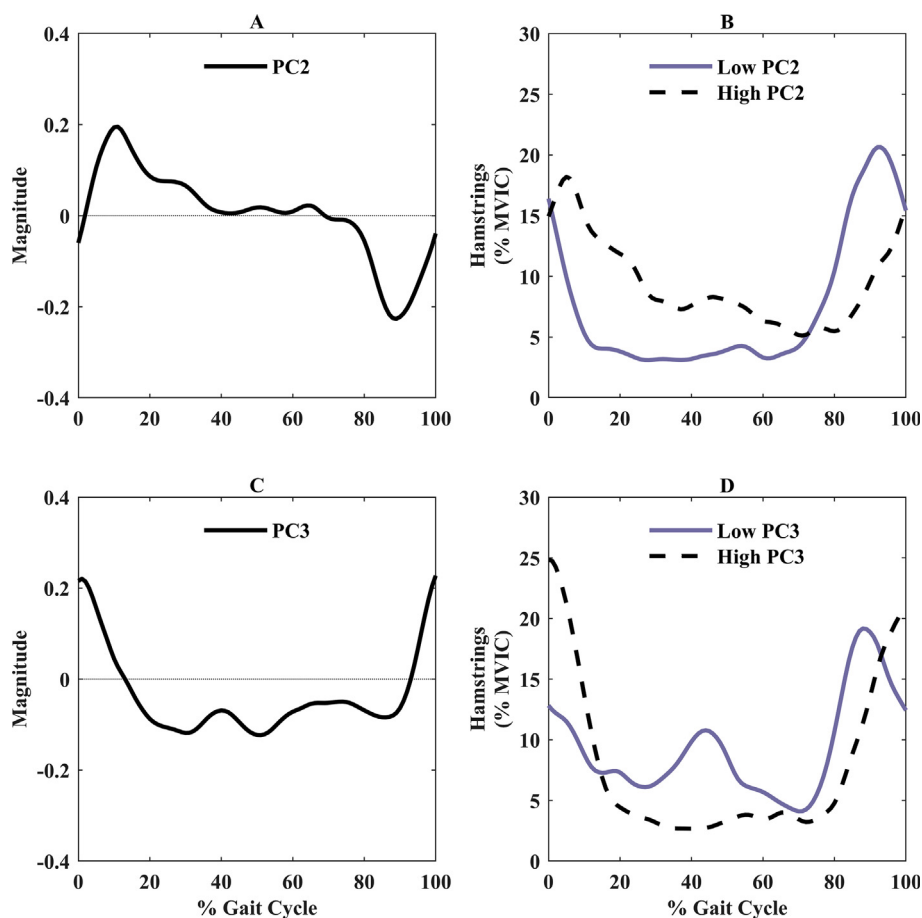 A
PC2
0.4
0.2
0
-0.2
-0.4
Magnitude
0 20 40 60 80 100
B
Low PC2
High PC2
30
25
20
15
10
5
0
Hamstrings
(% MVIC)
0 20 40 60 80 100
C
PC3
0.4
0.2
0
-0.2
-0.4
Magnitude
0 20 40 60 80 100
% Gait Cycle
D
Low PC3
High PC3
30
25
20
15
10
5
0
Hamstrings
(% MVIC)
0 20 40 60 80 100
% Gait Cycle